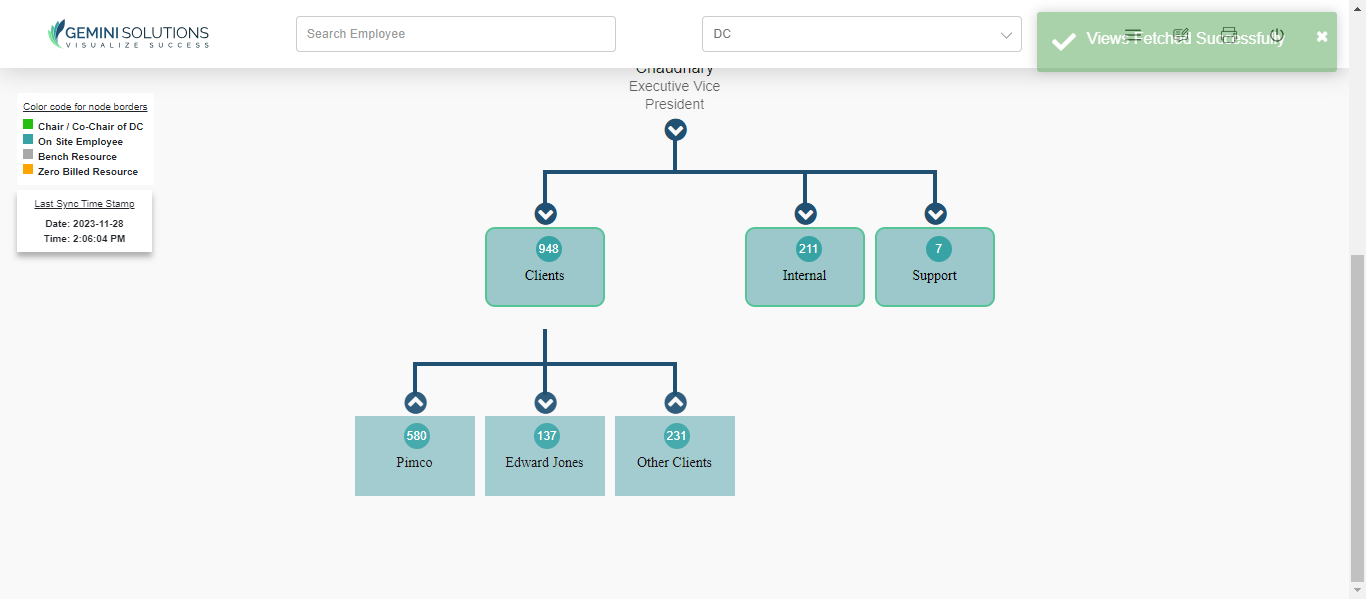 GEMINI SOLUTIONS
VISUALIZE SUCCESS
Search Employee
DC
Views Fetched Successfully
Chaudhary
Executive Vice
President
Color code for node borders
Chair / Co-Chair of DC
On Site Employee
Bench Resource
Zero Billed Resource
Last Sync Time Stamp
Date: 2023-11-28
Time: 2:06:04 PM
948
Clients
211
Internal
7
Support
580
Pimco
137
Edward Jones
231
Other Clients